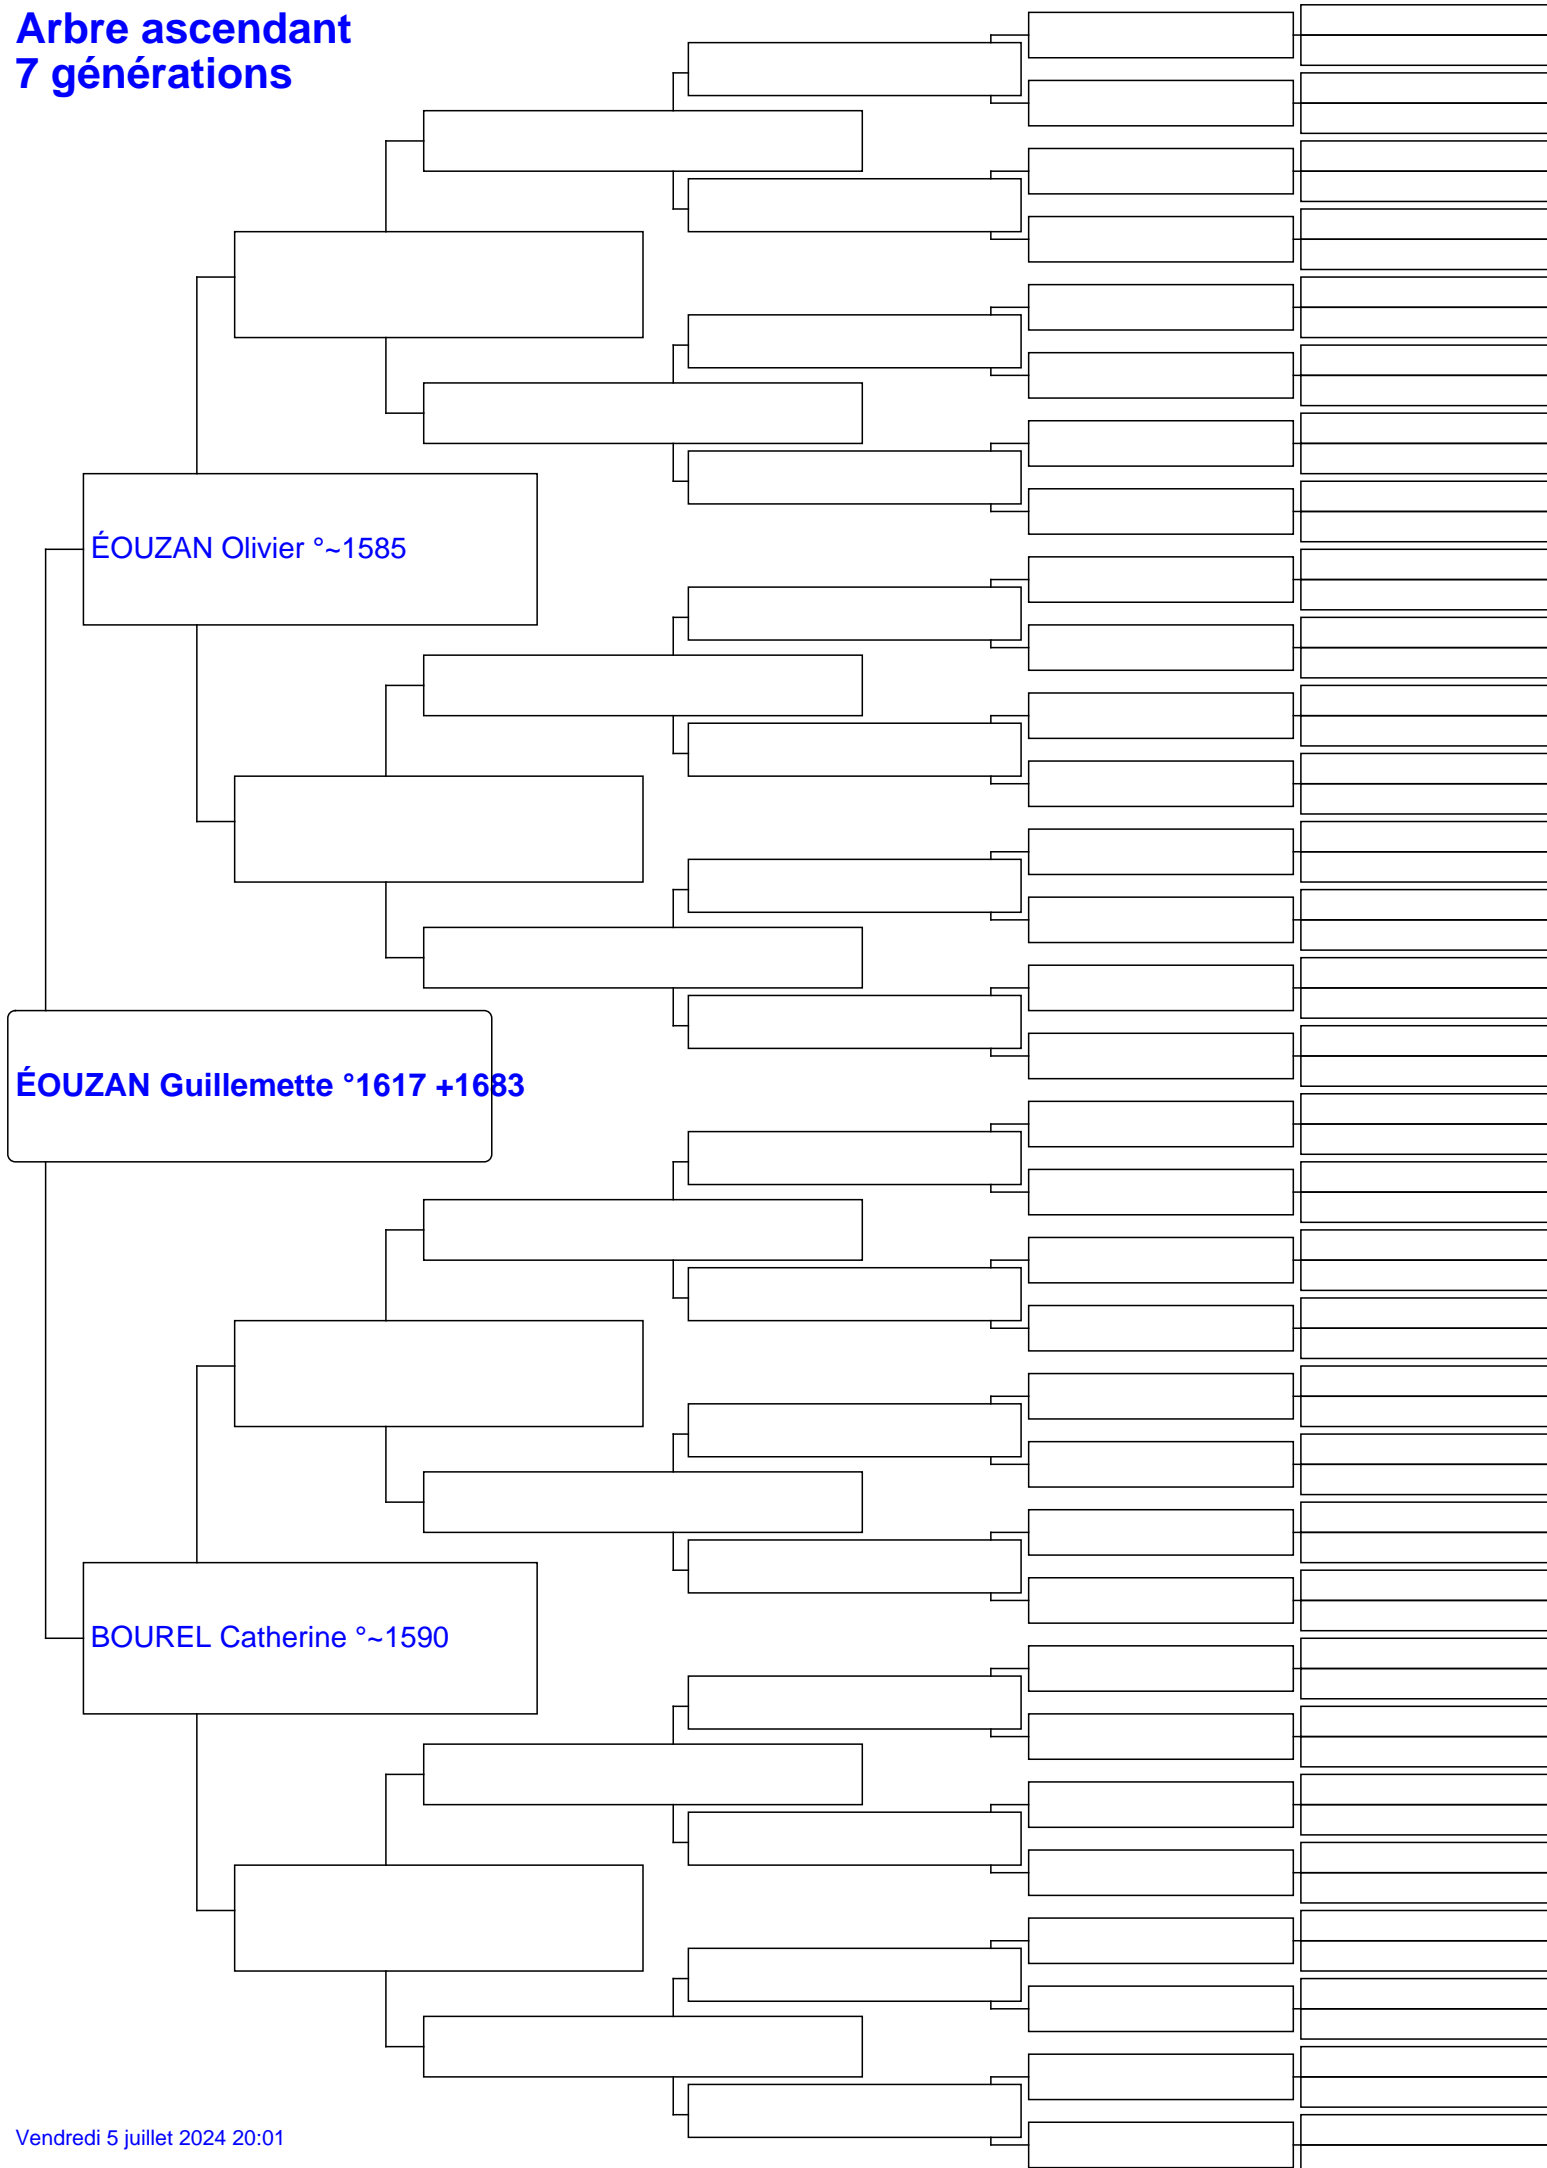 Arbre ascendant
7 générations
ÉOUZAN Olivier °~1585
ÉOUZAN Guillemette °1617 +1683
BOUREL Catherine °~1590
Vendredi 5 juillet 2024 20:01